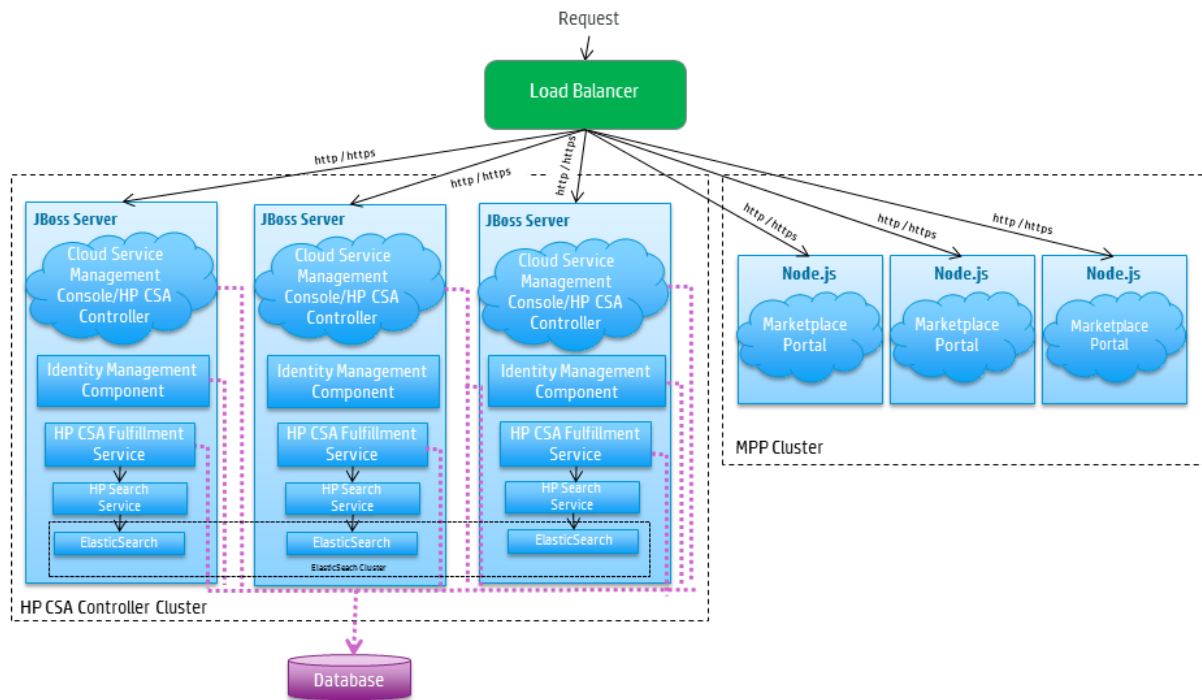 Request
Load Balancer
http / https
http / https
http / https
http / https
http / https
http / https
JBoss Server
Cloud Service
Management
Console/HP CSA
Controller
Identity Management
Component
HP CSA Fulfillment
Service
HP Search
Service
ElasticSearch
JBoss Server
Cloud Service
Management
Console/HP CSA
Controller
Identity Management
Component
HP CSA Fulfillment
Service
HP Search
Service
ElasticSearch
JBoss Server
Cloud Service
Management
Console/HP CSA
Controller
Identity Management
Component
HP CSA Fulfillment
Service
HP Search
Service
ElasticSearch
ElasticSeach Cluster
HP CSA Controller Cluster
Node.js
Marketplace
Portal
Node.js
Marketplace
Portal
Node.js
Marketplace
Portal
MPP Cluster
Database